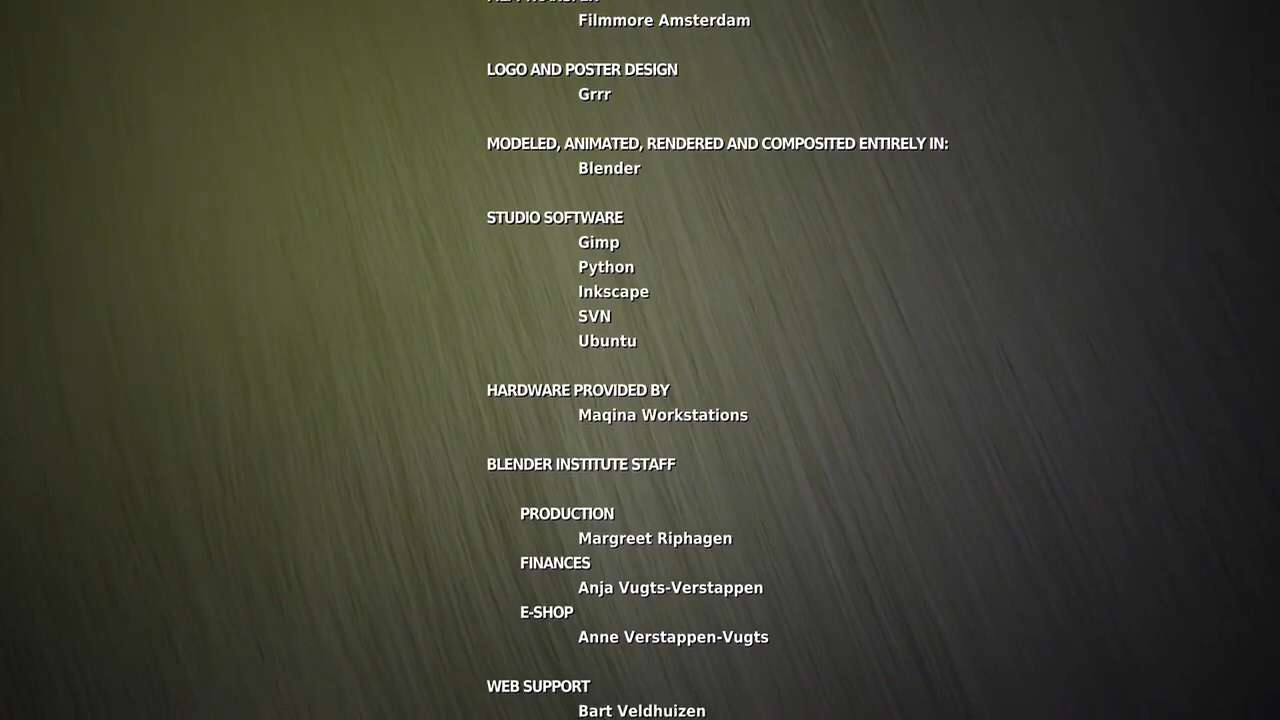 Filmmore Amsterdam
LOGO AND POSTER DESIGN
Grrr
MODELED, ANIMATED, RENDERED AND COMPOSITED ENTIRELY IN:
Blender
STUDIO SOFTWARE
Gimp
Python
Inkscape
SVN
Ubuntu
HARDWARE PROVIDED BY
Maqina Workstations
BLENDER INSTITUTE STAFF
PRODUCTION
Margreet Riphagen
FINANCES
Anja Vugts-Verstappen
E-SHOP
Anne Verstappen-Vugts
WEB SUPPORT
Bart Veldhuizen